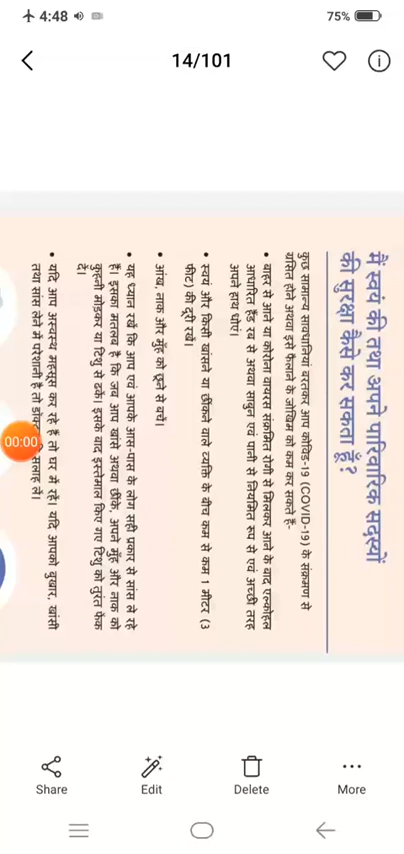 4:48
75%
14/101
मैं स्वयं की तथा अपने पारिवारिक सदस्यों
की सुरक्षा कैसे कर सकता हूँ?
कुछ सामान्य सावधानियां बरतकर आप कोविड-19 (COVID-19) के संक्रमण से
ग्रसित होने अथवा इसे फैलाने के जोखिम को कम कर सकते हैं-
• बाहर से आने या कोरोना वायरस संक्रमित रोगी से मिलकर आने के बाद एल्कोहल
आधारित हैंड रब से अथवा साबुन एवं पानी से नियमित रूप से एवं अच्छी तरह
अपने हाथ धोएं।
• स्वयं और किसी खांसने या छींकने वाले व्यक्ति के बीच कम से कम 1 मीटर (3
फीट) की दूरी रखें।
• आंख, नाक और मुँह को छूने से बचें।
• यह ध्यान रखें कि आप एवं आपके आस-पास के लोग सही प्रकार से सांस ले रहे
हैं। इसका मतलब है कि जब आप खांसे अथवा छींके अपने मुँह और नाक को
कुहनी मोडकर या टिशु से ढकें। इसके बाद इस्तेमाल किए गए टिशु को तुरंत फेंक
दें।
• यदि आप अस्वस्थ महसूस कर रहे हैं तो घर में रहें। यदि आपको बुखार, खांसी
तथा सांस लेने में परेशानी है तो सलाह लें।
00:00
Share
Edit
Delete
More